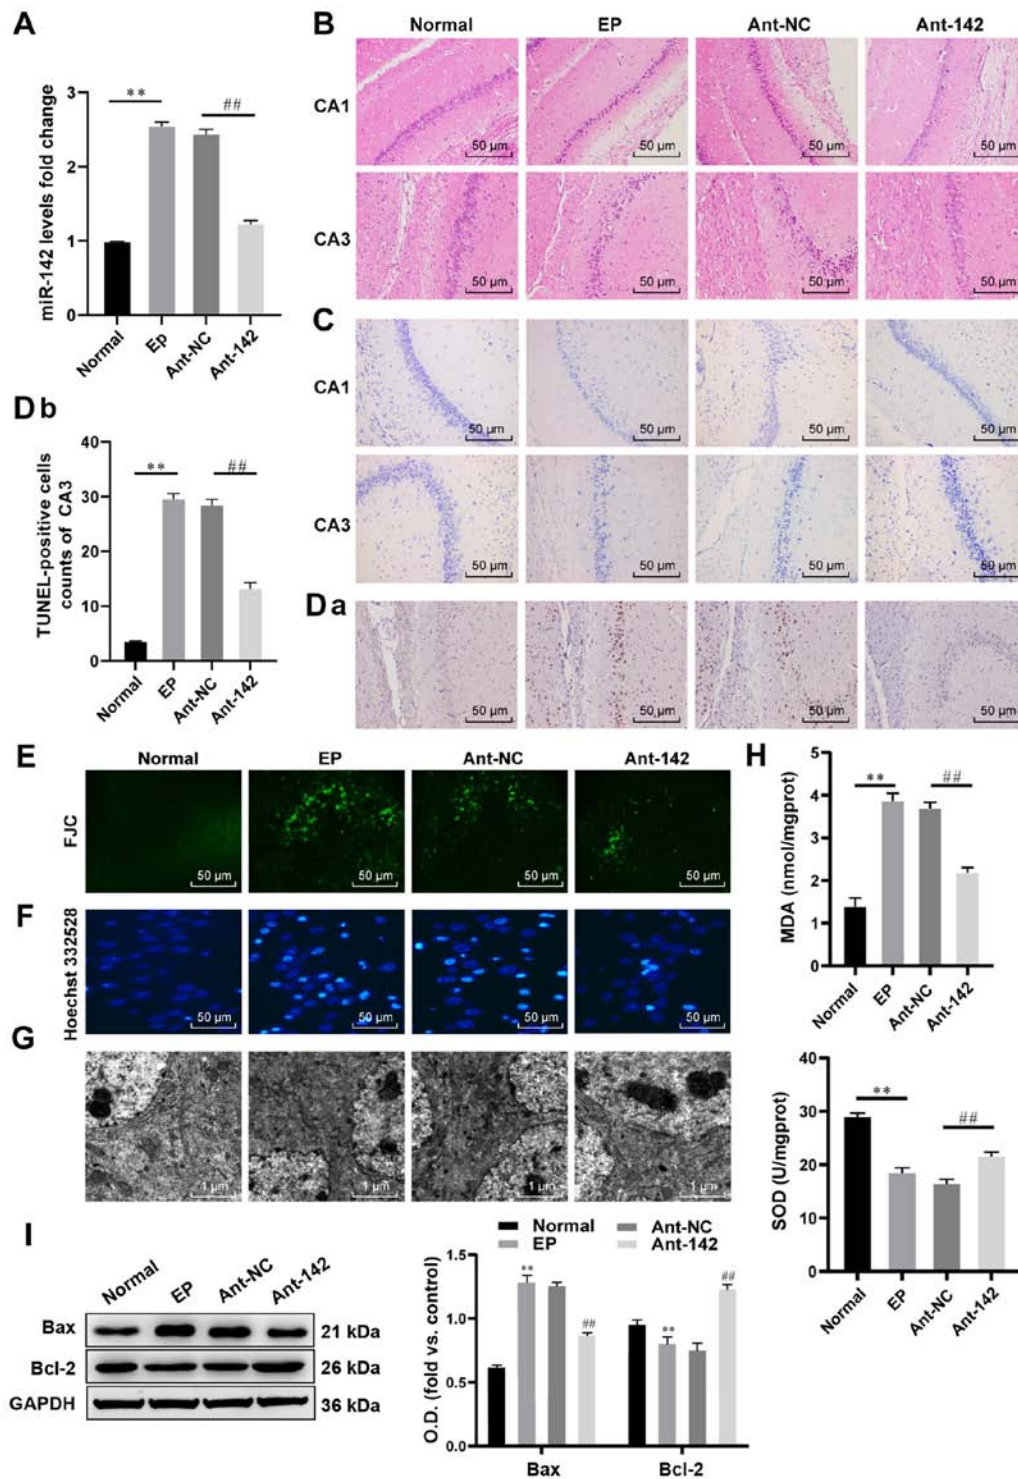 A
miR-142 levels fold change
3
2
1
0
**
##
Normal
Ep
Ant-NC
Ant-142
B
Normal
EP
Ant-NC
Ant-142
CA1
50 µm
50 µm
50 µm
50 µm
CA3
50 µm
50 µm
50 µm
50 µm
C
CA1
50 µm
50 µm
50 µm
50 µm
CA3
50 µm
50 µm
50 µm
50 µm
D b
TUNEL-positive cells
counts of CA3
40
30
20
10
0
**
##
Normal
EP
Ant-NC
Ant-142
D a
50 µm
50 µm
50 µm
50 µm
E
Normal
EP
Ant-NC
Ant-142
FJC
50 µm
50 µm
50 µm
50 µm
F
Hoechst 332528
50 µm
50 µm
50 µm
50 µm
G
1 µm
1 µm
1 µm
1 µm
H
MDA (nmol/mgprot)
5
4
3
2
1
0
**
##
Normal
EP
Ant-NC
Ant-142
SOD (U/mgprot)
40
30
20
10
0
**
##
Normal
EP
Ant-NC
Ant-142
I
Normal
EP
Ant-NC
Ant-142
Bax
21 kDa
Bcl-2
26 kDa
GAPDH
36 kDa
Normal
EP
Ant-NC
Ant-142
O.D. (fold vs. control)
1.5
1.0
0.5
0.0
**
##
**
##
Bax
Bcl-2